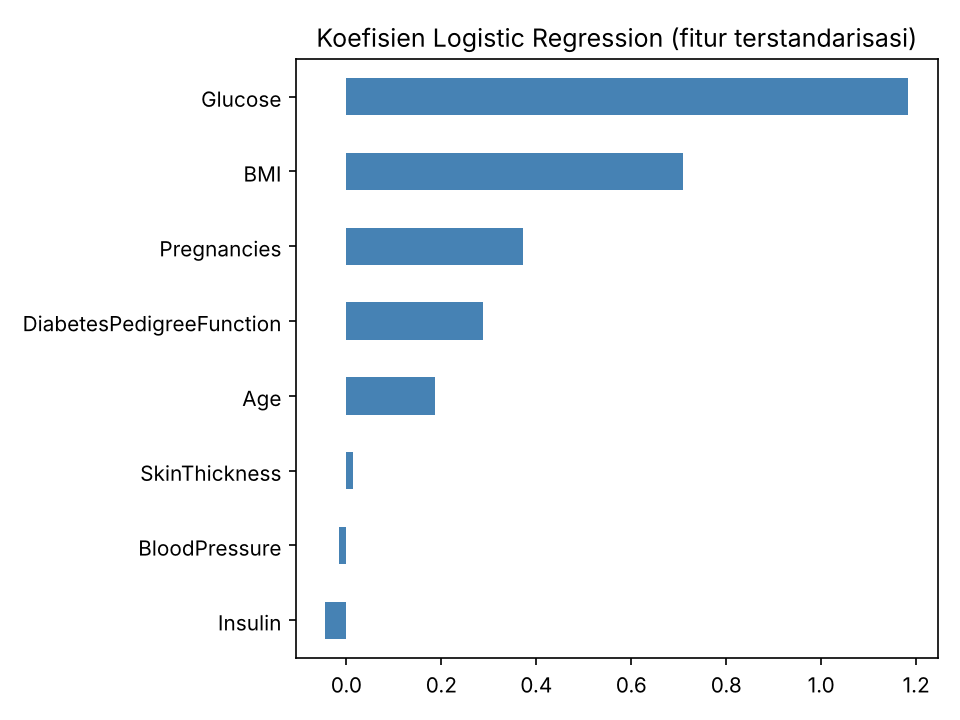 Koefisien Logistic Regression (fitur terstandarisasi)
Glucose
BMI
Pregnancies
DiabetesPedigreeFunction
Age
SkinThickness
BloodPressure
Insulin
0.0 0.2 0.4 0.6 0.8 1.0 1.2